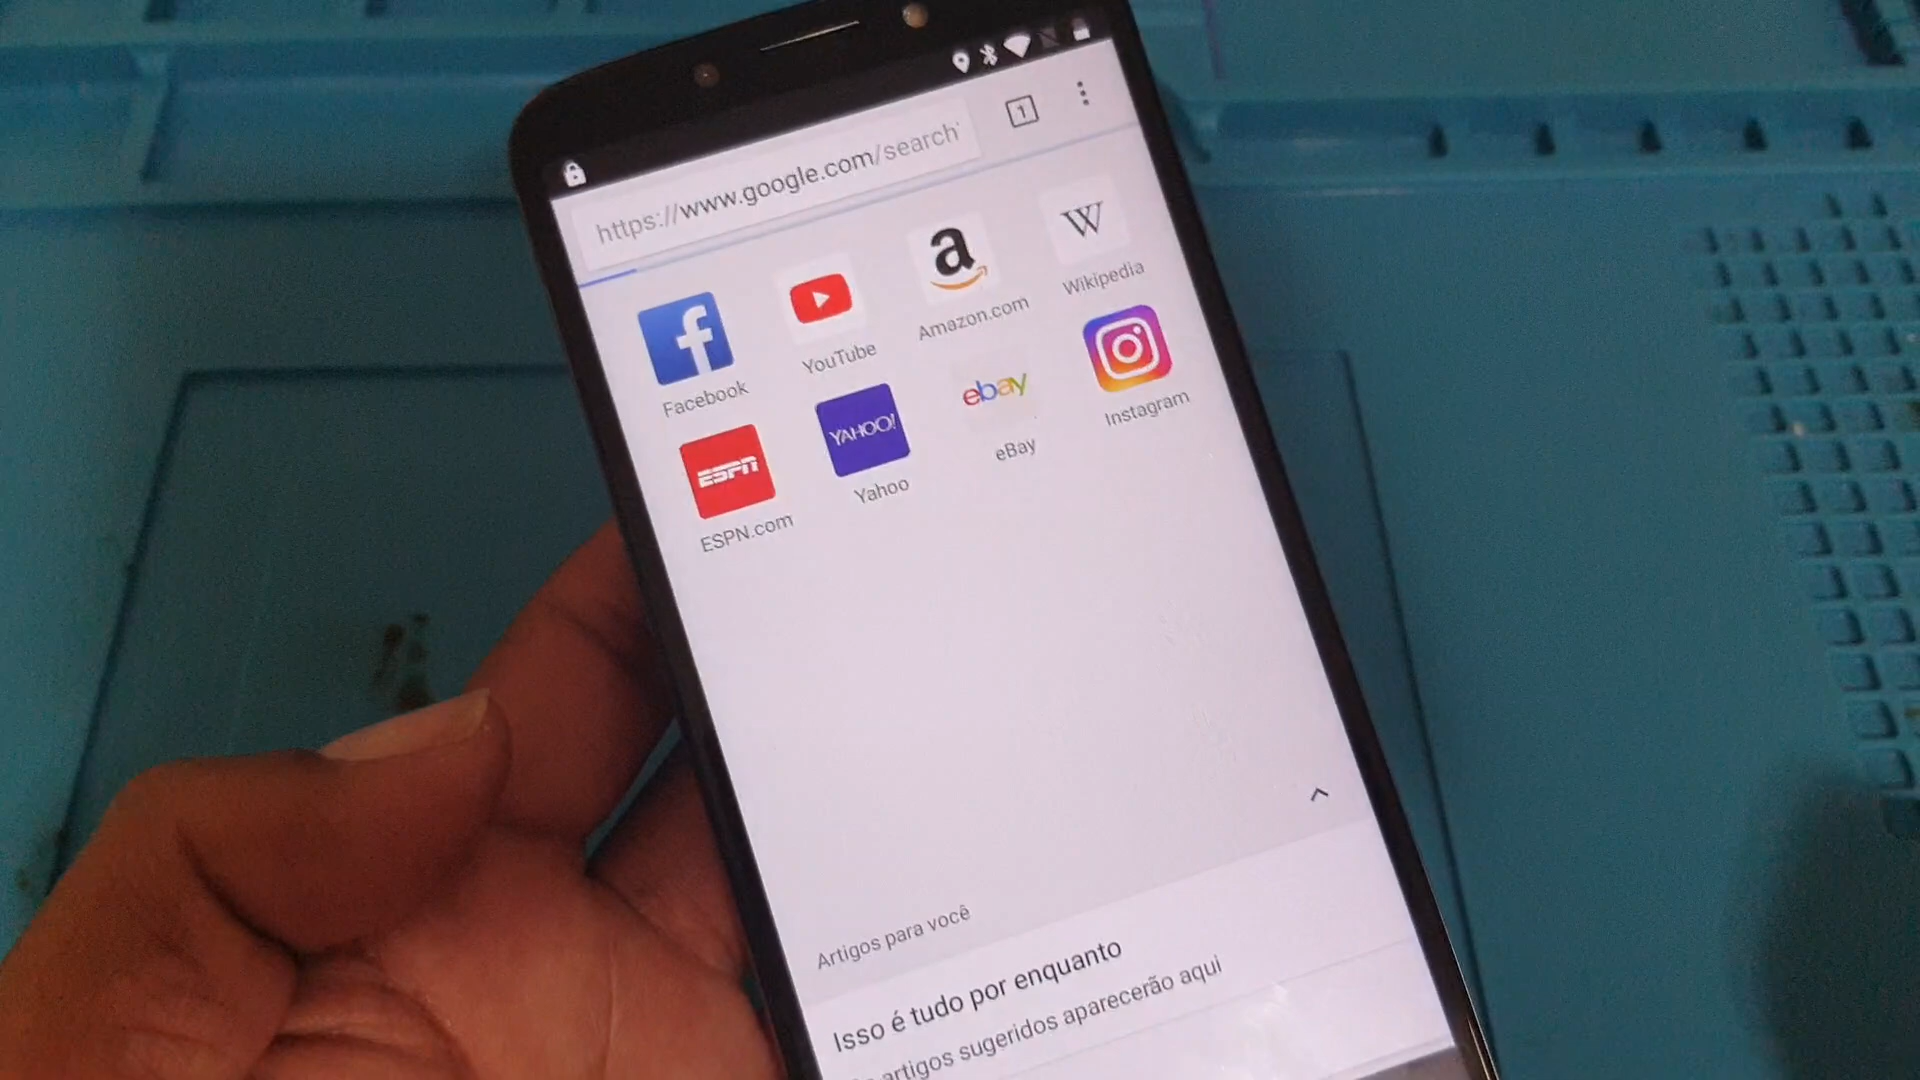 1
https://www.google.com/search
f
YouTube
a
Amazon.com
W
Wikipedia
Facebook
ESPN
ESPN.com
YAHOO!
Yahoo
ebay
eBay
Instagram
Artigos para você
Isso é tudo por enquanto
artigos sugeridos aparecerão aqui